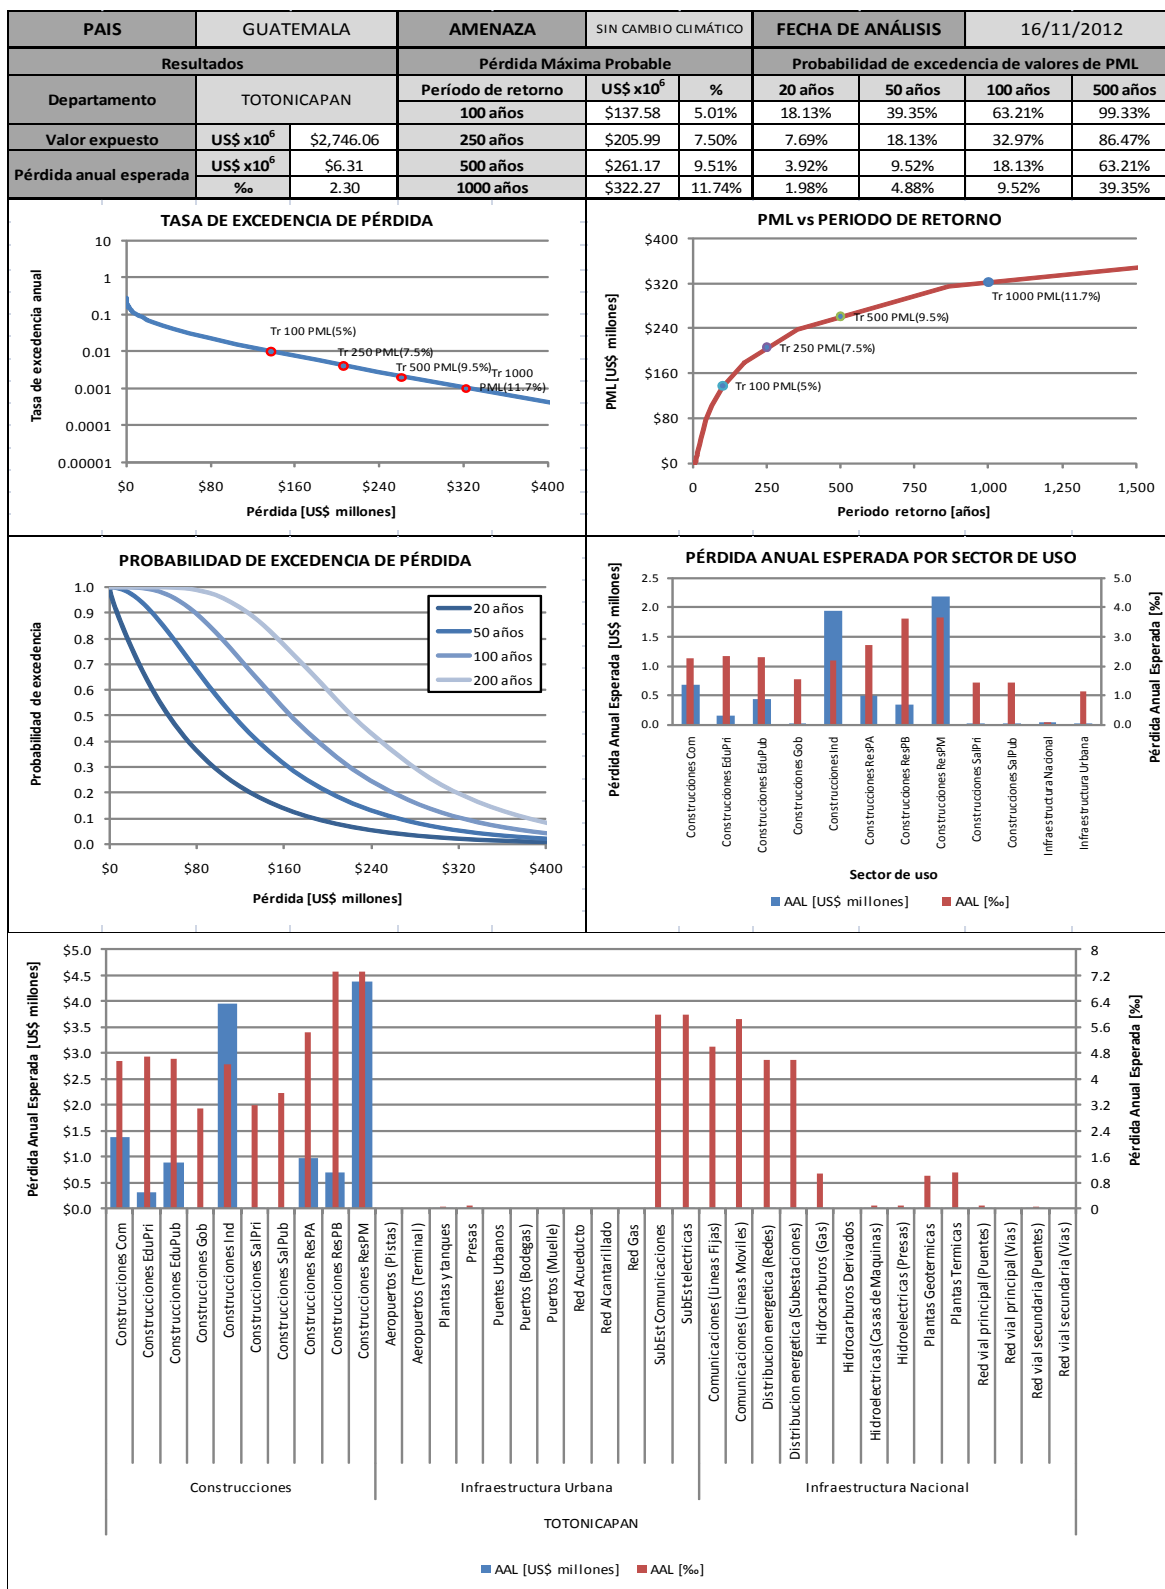 PAIS GUATEMALA AMENAZA SIN CAMBIO CLIMÁTICO FECHA DE ANÁLISIS 16/11/2012
Resultados Pérdida Máxima Probable Probabilidad de excedencia de valores de PML
Departamento TOTONICAPAN Período de retorno US$ x10⁶ % 20 años 50 años 100 años 500 años
100 años $137.58 5.01% 18.13% 39.35% 63.21% 99.33%
Valor expuesto US$ x10⁶ $2,746.06 250 años $205.99 7.50% 7.69% 18.13% 32.97% 86.47%
Pérdida anual esperada US$ x10⁶ $6.31 500 años $261.17 9.51% 3.92% 9.52% 18.13% 63.21%
‰ 2.30 1000 años $322.27 11.74% 1.98% 4.88% 9.52% 39.35%
TASA DE EXCEDENCIA DE PÉRDIDA
Tasa de excedencia anual
10
1
0.1
0.01
0.001
0.0001
0.00001
Tr 100 PML(5%)
Tr 250 PML(7.5%)
Tr 500 PML(9.5%)
Tr 1000
PML(11.7%)
$0 $80 $160 $240 $320 $400
Pérdida [US$ millones]
PML vs PERIODO DE RETORNO
PML [US$ millones]
$400
$320
$240
$160
$80
$0
Tr 1000 PML(11.7%)
Tr 500 PML(9.5%)
Tr 250 PML(7.5%)
Tr 100 PML(5%)
0 250 500 750 1,000 1,250 1,500
Periodo retorno [años]
PROBABILIDAD DE EXCEDENCIA DE PÉRDIDA
Probabilidad de excedencia
1.0
0.9
0.8
0.7
0.6
0.5
0.4
0.3
0.2
0.1
0.0
20 años
50 años
100 años
200 años
$0 $80 $160 $240 $320 $400
Pérdida [US$ millones]
PÉRDIDA ANUAL ESPERADA POR SECTOR DE USO
Pérdida Anual Esperada [US$ millones]
2.5
2.0
1.5
1.0
0.5
0.0
5.0
4.0
3.0
2.0
1.0
0.0
Pérdida Anual Esperada [‰]
Construcciones Com
Construcciones EduPri
Construcciones EduPub
Construcciones Gob
Construcciones Ind
Construcciones ResPA
Construcciones ResPB
Construcciones ResPM
Construcciones SalPri
Construcciones SalPub
Infraestructura Nacional
Infraestructura Urbana
Sector de uso
AAL [US$ millones] AAL [‰]
Pérdida Anual Esperada [US$ millones]
$5.0
$4.5
$4.0
$3.5
$3.0
$2.5
$2.0
$1.5
$1.0
$0.5
$0.0
8
7.2
6.4
5.6
4.8
4
3.2
2.4
1.6
0.8
0
Pérdida Anual Esperada [‰]
Construcciones Com
Construcciones EduPri
Construcciones EduPub
Construcciones Gob
Construcciones Ind
Construcciones SalPri
Construcciones SalPub
Construcciones ResPA
Construcciones ResPB
Construcciones ResPM
Aeropuertos (Pistas)
Aeropuertos (Terminal)
Plantas y tanques
Presas
Puentes Urbanos
Puertos (Bodegas)
Puertos (Muelle)
Red Acueducto
Red Alcantarillado
Red Gas
SubEst Comunicaciones
SubEst electricas
Comunicaciones (Lineas Fijas)
Comunicaciones (Lineas Moviles)
Distribucion energetica (Redes)
Distribucion energetica (Subestaciones)
Hidrocarburos (Gas)
Hidrocarburos Derivados
Hidroelectricas (Casas de Maquinas)
Hidroelectricas (Presas)
Plantas Geotermicas
Plantas Termicas
Red vial principal (Puentes)
Red vial principal (Vias)
Red vial secundaria (Puentes)
Red vial secundaria (Vias)
Construcciones Infraestructura Urbana Infraestructura Nacional
TOTONICAPAN
AAL [US$ millones] AAL [‰]